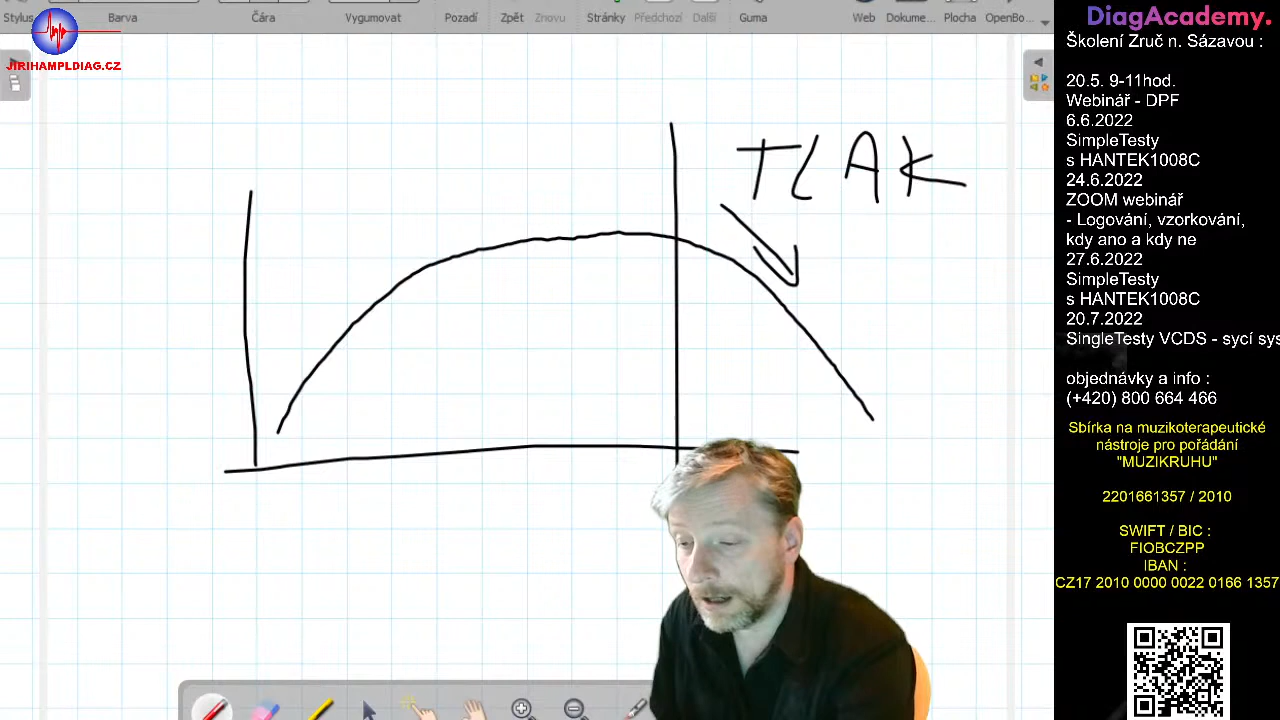 Stylus
Barva
Čára
Vygumovat
Pozadí
Zpět
Znovu
Stránky
Předchozí
Další
Guma
Web
Dokume...
Plocha
OpenBo...
JIRIHAMPLDIAG.CZ
TLAK
DiagAcademy.
Školení Zruč n. Sázavou :
20.5. 9-11hod.
Webinář - DPF
6.6.2022
SimpleTesty
s HANTEK1008C
24.6.2022
ZOOM webinář
- Logování, vzorkování,
kdy ano a kdy ne
27.6.2022
SimpleTesty
s HANTEK1008C
20.7.2022
SingleTesty VCDS - sycí sys
objednávky a info :
(+420) 800 664 466
Sbírka na muzikoterapeutické
nástroje pro pořádání
"MUZIKRUHU"
2201661357 / 2010
SWIFT / BIC :
FIOBCZPP
IBAN :
CZ17 2010 0000 0022 0166 1357